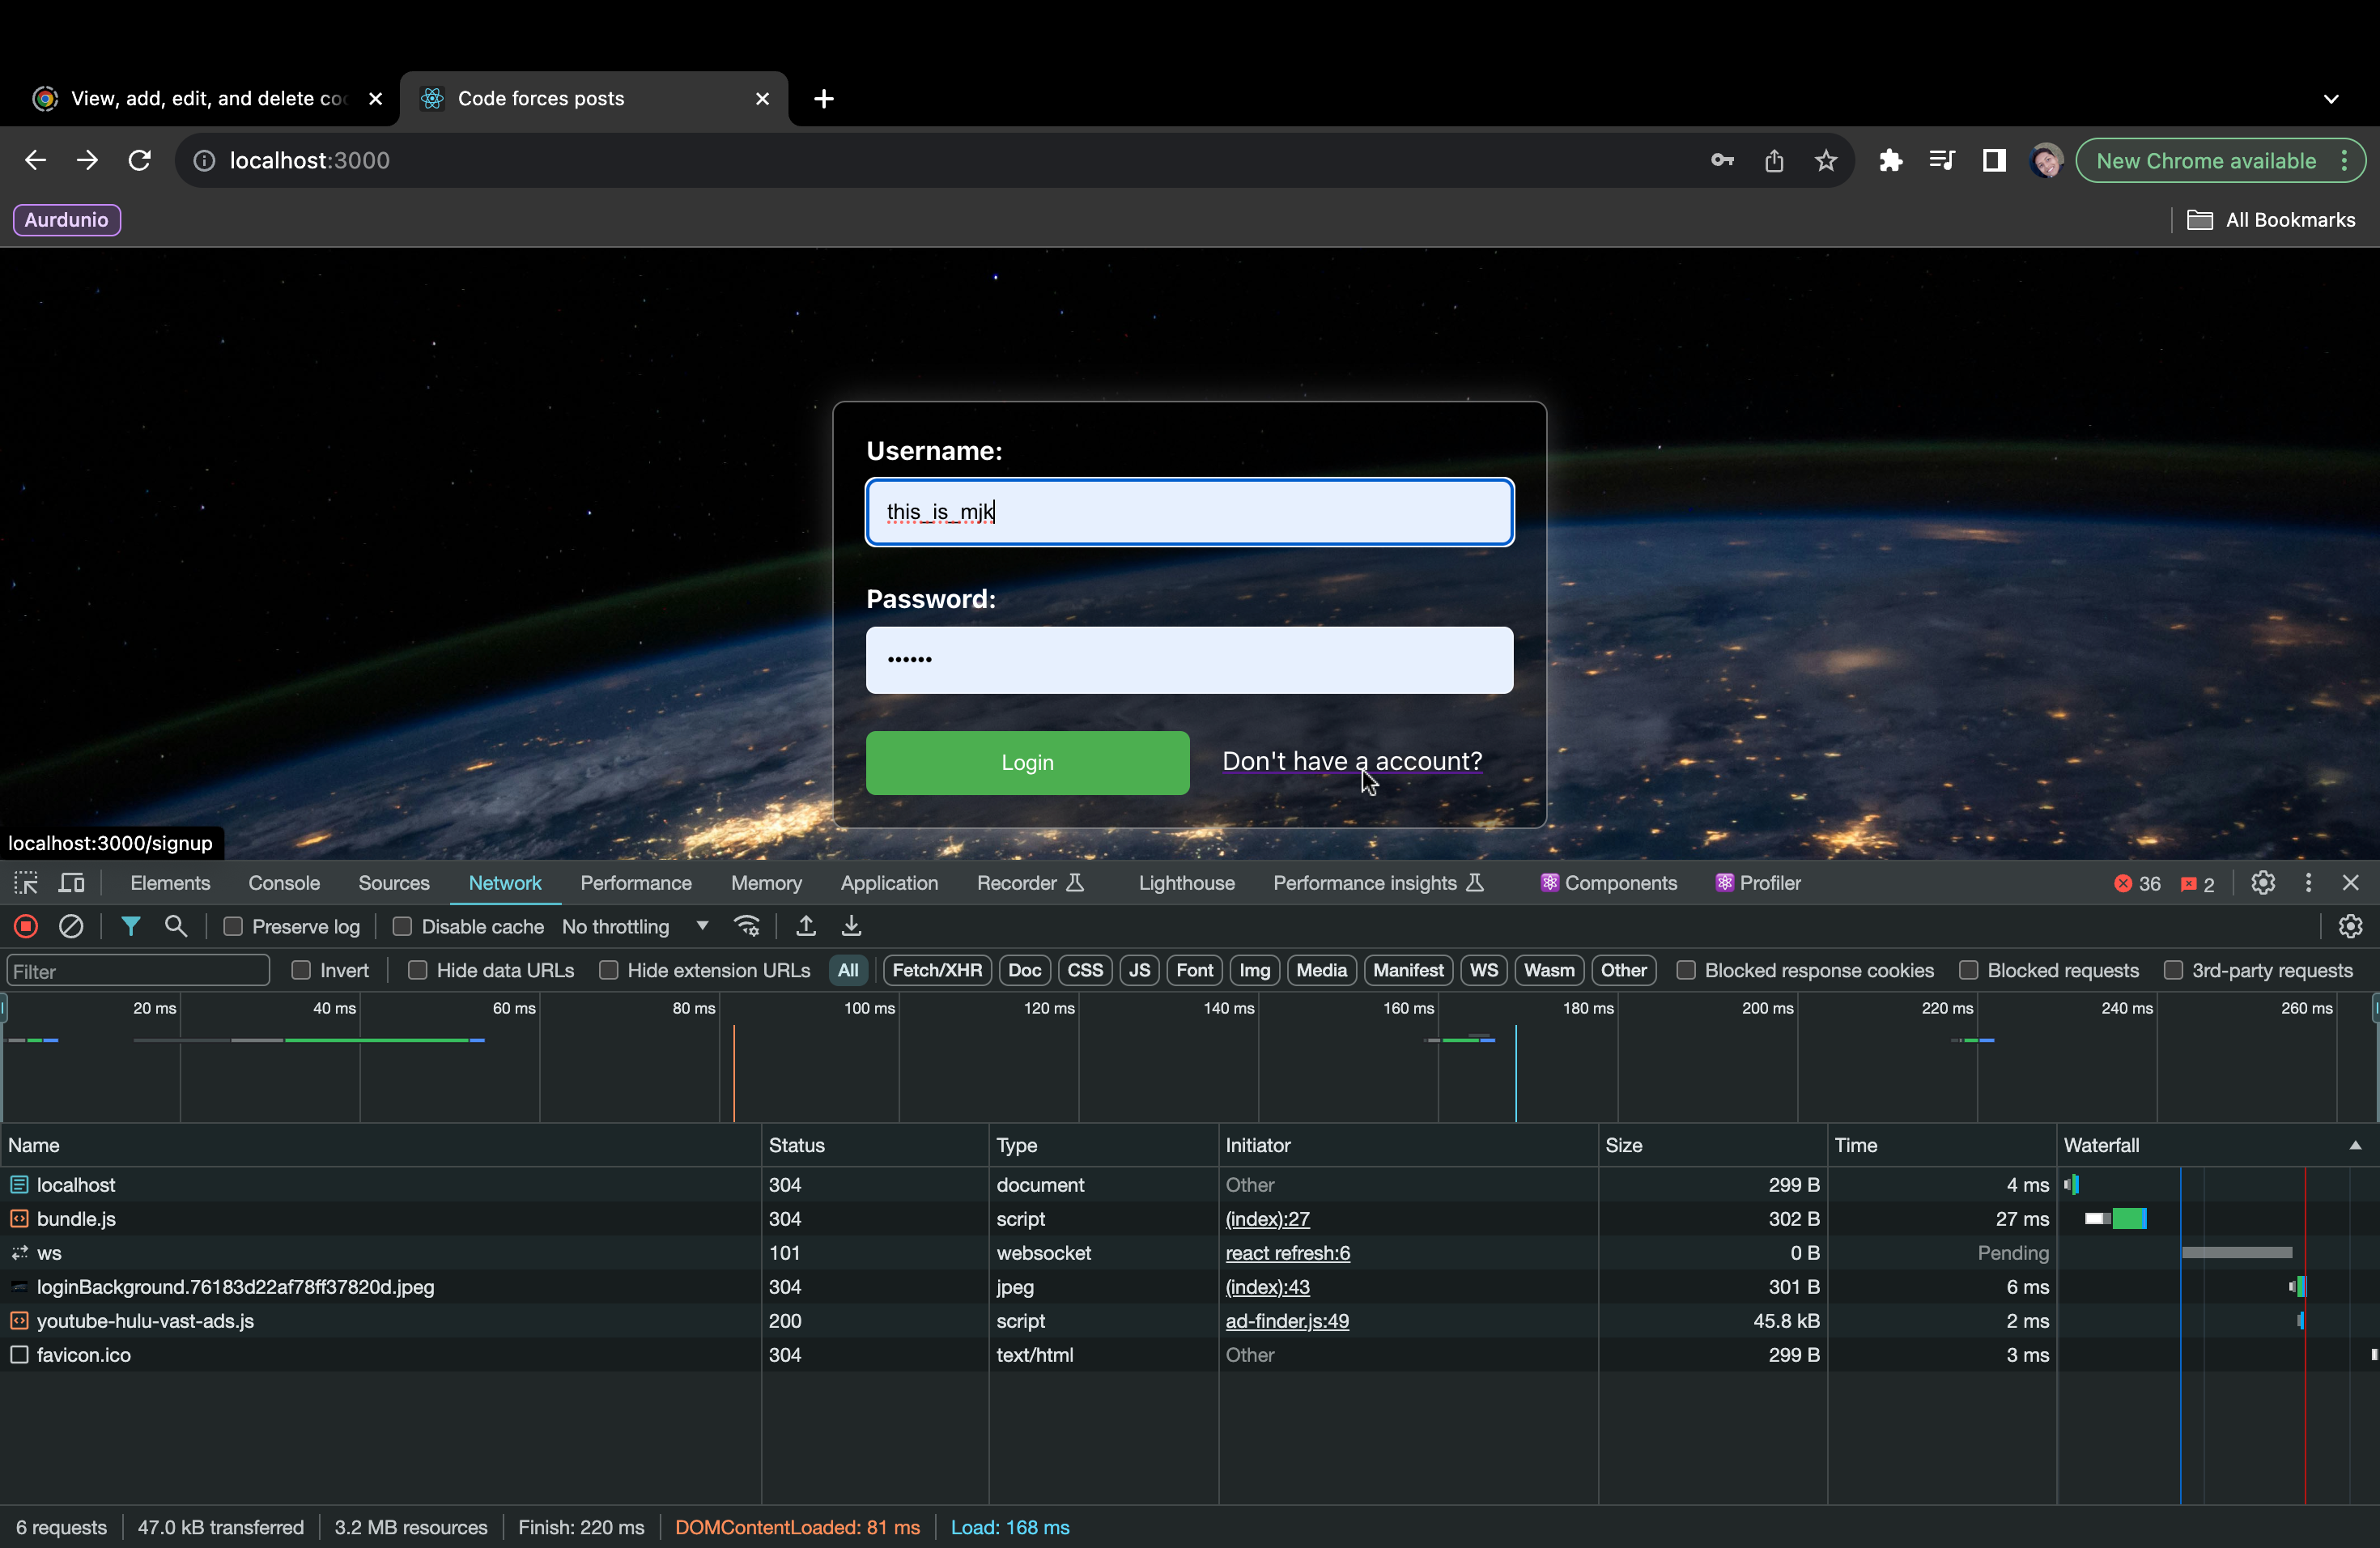 View, add, edit, and delete coo
Code forces posts
localhost:3000
New Chrome available
Aurdunio
All Bookmarks
Username:
this_is_mjk
Password:
••••••
Login
Don't have a account?
localhost:3000/signup
Elements Console Sources Network Performance Memory Application Recorder Lighthouse Performance insights Components Profiler 36 2
Preserve log Disable cache No throttling
Filter Invert Hide data URLs Hide extension URLs All Fetch/XHR Doc CSS JS Font Img Media Manifest WS Wasm Other Blocked response cookies Blocked requests 3rd-party requests
20 ms 40 ms 60 ms 80 ms 100 ms 120 ms 140 ms 160 ms 180 ms 200 ms 220 ms 240 ms 260 ms
Name Status Type Initiator Size Time Waterfall
localhost 304 document Other 299 B 4 ms
bundle.js 304 script (index):27 302 B 27 ms
ws 101 websocket react refresh:6 0 B Pending
loginBackground.76183d22af78ff37820d.jpeg 304 jpeg (index):43 301 B 6 ms
youtube-hulu-vast-ads.js 200 script ad-finder.js:49 45.8 kB 2 ms
favicon.ico 304 text/html Other 299 B 3 ms
6 requests 47.0 kB transferred 3.2 MB resources Finish: 220 ms DOMContentLoaded: 81 ms Load: 168 ms